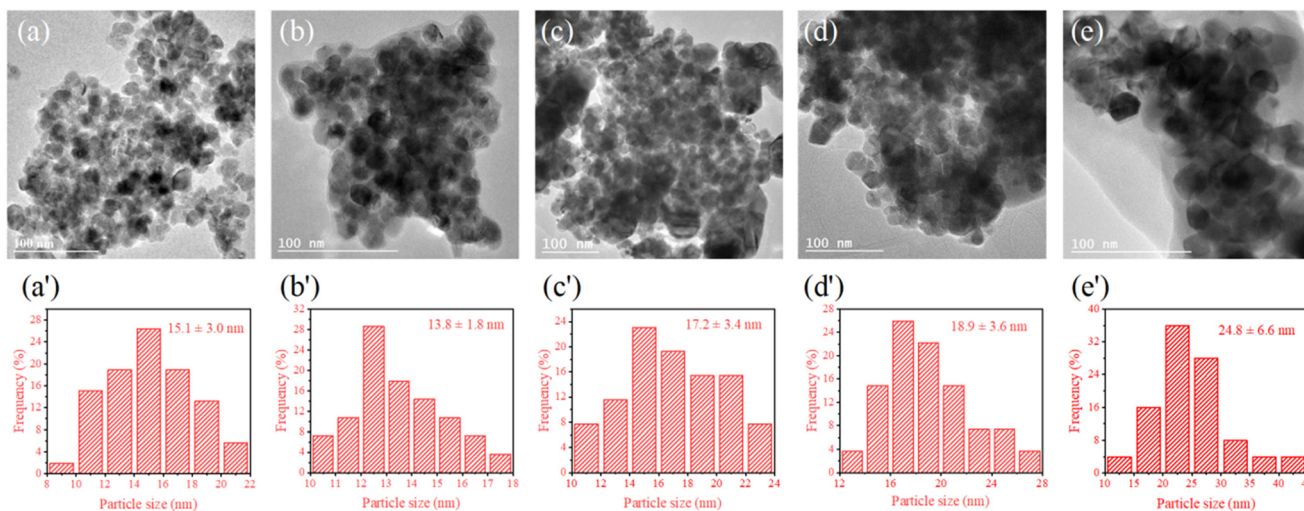 (a)
(b)
(c)
(d)
(e)
100 nm
100 nm
100 nm
100 nm
100 nm
(a')
(b')
(c')
(d')
(e')
15.1 ± 3.0 nm
Frequency (%)
28
24
20
16
12
8
4
0
8 10 12 14 16 18 20 22
Particle size (nm)
13.8 ± 1.8 nm
Frequency (%)
32
28
24
20
16
12
8
4
0
10 11 12 13 14 15 16 17 18
Particle size (nm)
17.2 ± 3.4 nm
Frequency (%)
24
20
16
12
8
4
0
10 12 14 16 18 20 22 24
Particle size (nm)
18.9 ± 3.6 nm
Frequency (%)
28
24
20
16
12
8
4
0
12 16 20 24 28
Particle size (nm)
24.8 ± 6.6 nm
Frequency (%)
40
36
28
20
16
12
8
4
0
10 15 20 25 30 35 40
Particle size (nm)